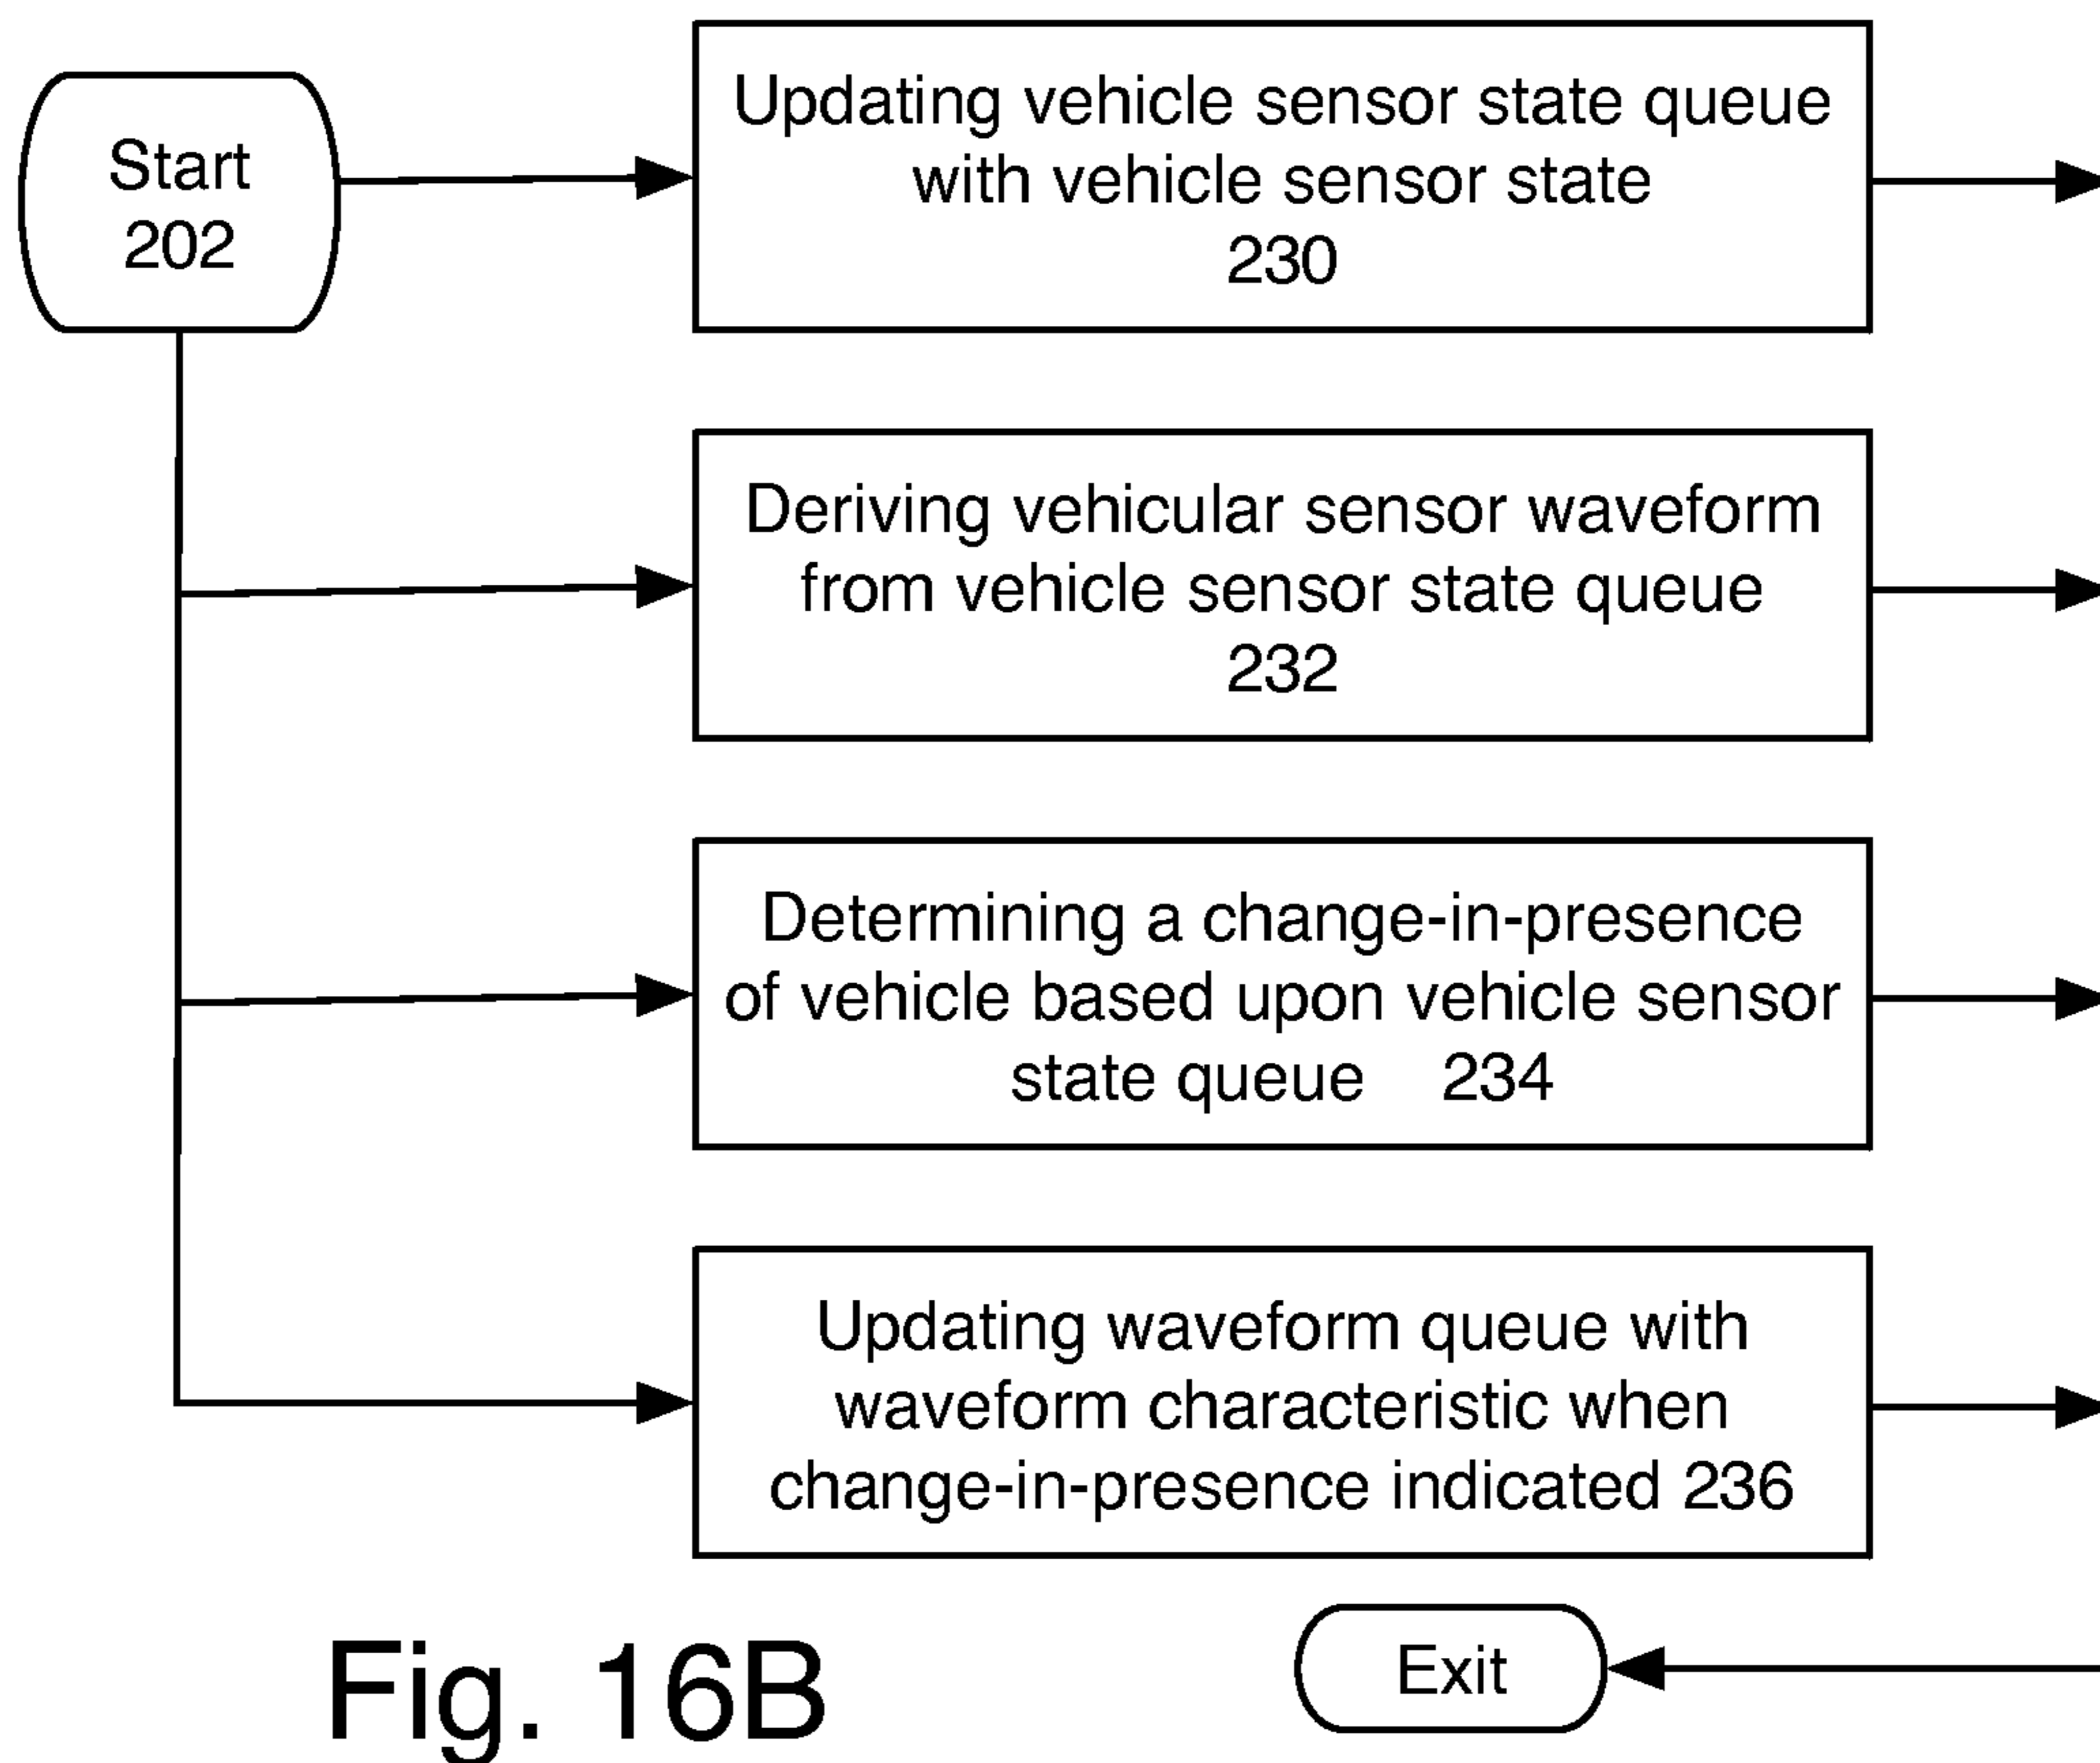 Start
202
Updating vehicle sensor state queue
with vehicle sensor state
230
Deriving vehicular sensor waveform
from vehicle sensor state queue
232
Determining a change-in-presence
of vehicle based upon vehicle sensor
state queue 234
Updating waveform queue with
waveform characteristic when
change-in-presence indicated 236
Exit
Fig. 16B